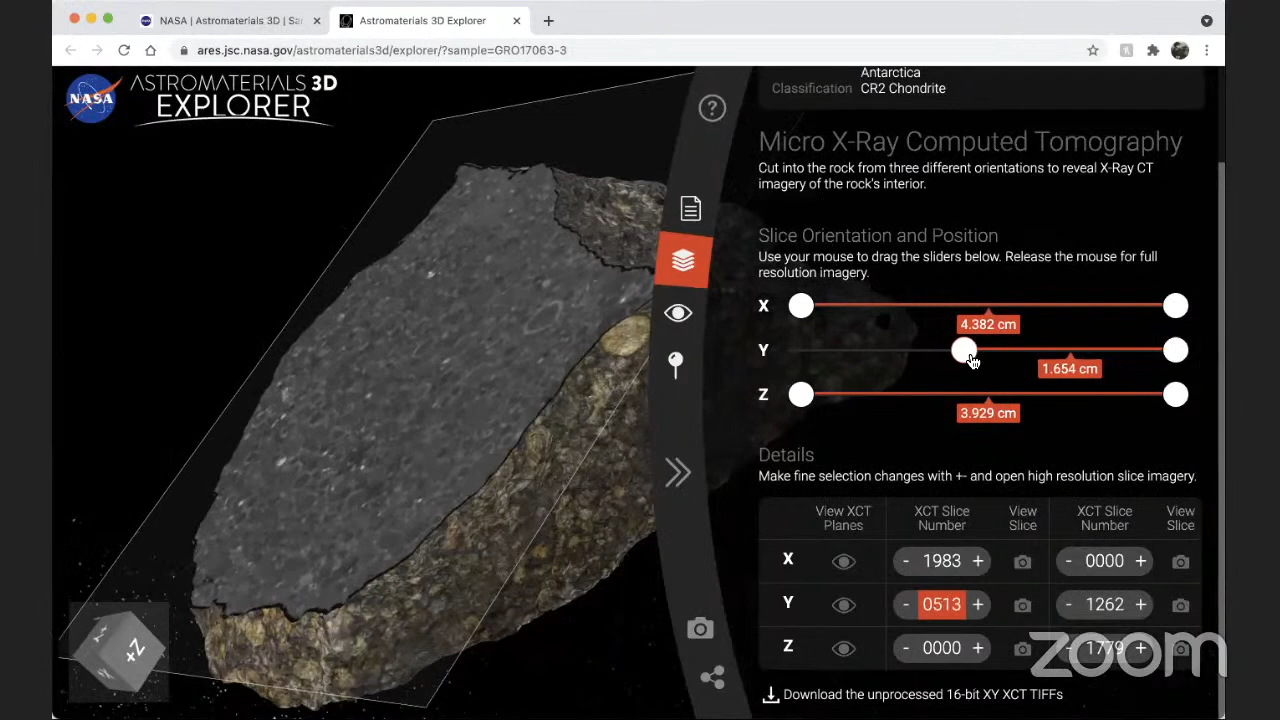 NASA | Astromaterials 3D | Sa
Astromaterials 3D Explorer
ares.jsc.nasa.gov/astromaterials3d/explorer/?sample=GRO17063-3
NASA
ASTROMATERIALS 3D
EXPLORER
Antarctica
Classification CR2 Chondrite
Micro X-Ray Computed Tomography
Cut into the rock from three different orientations to reveal X-Ray CT
imagery of the rock's interior.
Slice Orientation and Position
Use your mouse to drag the sliders below. Release the mouse for full
resolution imagery.
X
4.382 cm
Y
1.654 cm
Z
3.929 cm
Details
Make fine selection changes with +- and open high resolution slice imagery.
View XCT Planes XCT Slice Number View Slice XCT Slice Number View Slice
X - 1983 + - 0000 +
Y - 0513 + - 1262 +
Z - 0000 + - 1779 +
Download the unprocessed 16-bit XY XCT TIFFs
+Z
zoom